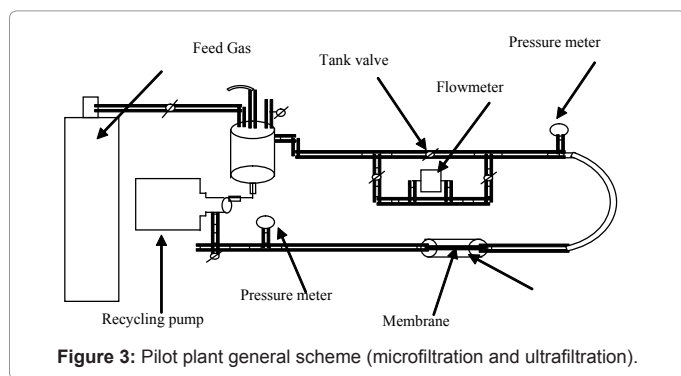 Feed Gas
Pressure meter
Tank valve
Flowmeter
Pressure meter
Recycling pump
Membrane
Figure 3: Pilot plant general scheme (microfiltration and ultrafiltration).